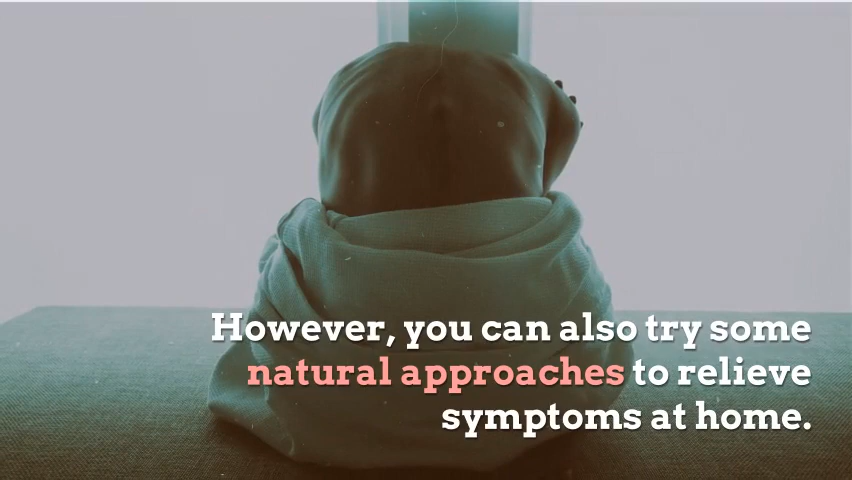 However, you can also try some
natural approaches to relieve
symptoms at home.